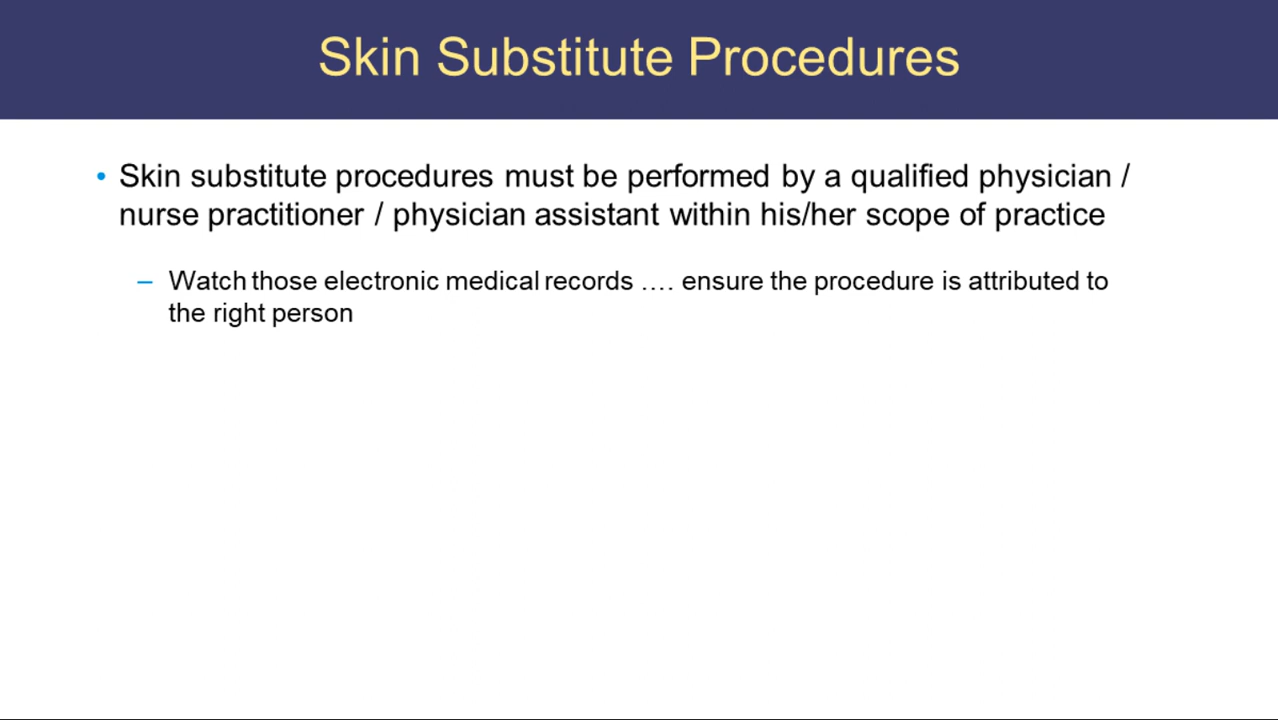 Skin Substitute Procedures
• Skin substitute procedures must be performed by a qualified physician /
nurse practitioner / physician assistant within his/her scope of practice
– Watch those electronic medical records …. ensure the procedure is attributed to
the right person